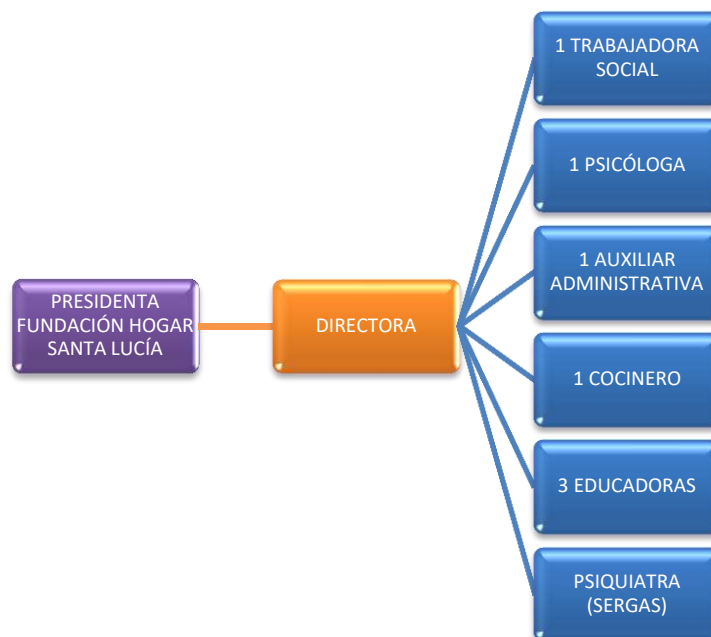 1 TRABAJADORA
SOCIAL
1 PSICÓLOGA
1 AUXILIAR
ADMINISTRATIVA
PRESIDENTA
FUNDACIÓN HOGAR
SANTA LUCÍA
DIRECTORA
1 COCINERO
3 EDUCADORAS
PSIQUIATRA
(SERGAS)